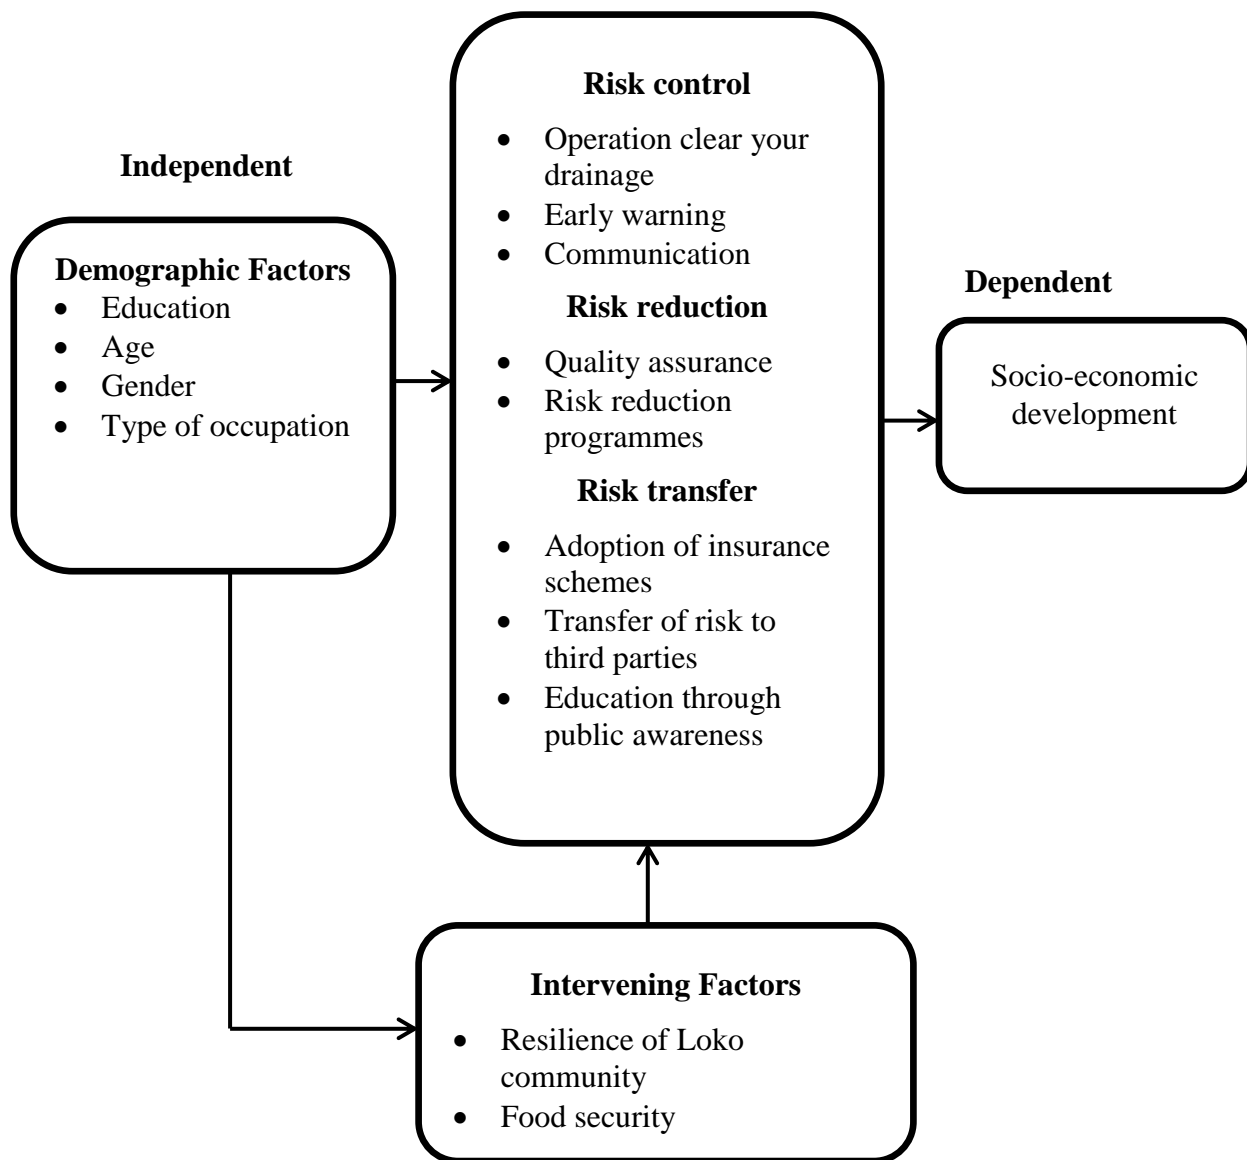 Independent
Demographic Factors
• Education
• Age
• Gender
• Type of occupation
Risk control
• Operation clear your
drainage
• Early warning
• Communication
Risk reduction
• Quality assurance
• Risk reduction
programmes
Risk transfer
• Adoption of insurance
schemes
• Transfer of risk to
third parties
• Education through
public awareness
Dependent
Socio-economic
development
Intervening Factors
• Resilience of Loko
community
• Food security